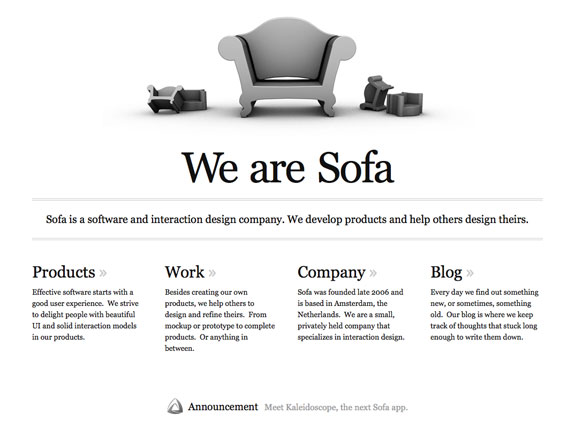 We are Sofa
Sofa is a software and interaction design company. We develop products and help others design theirs.
Products »
Effective software starts with a
good user experience. We strive
to delight people with beautiful
UI and solid interaction models
in our products.
Work »
Besides creating our own
products, we help others to
design and refine theirs. From
mockup or prototype to complete
products. Or anything in
between.
Company »
Sofa was founded late 2006 and
is based in Amsterdam, the
Netherlands. We are a small,
privately held company that
specializes in interaction design.
Blog »
Every day we find out something
new, or sometimes, something
old. Our blog is where we keep
track of thoughts that stuck long
enough to write them down.
Announcement Meet Kaleidoscope, the next Sofa app.